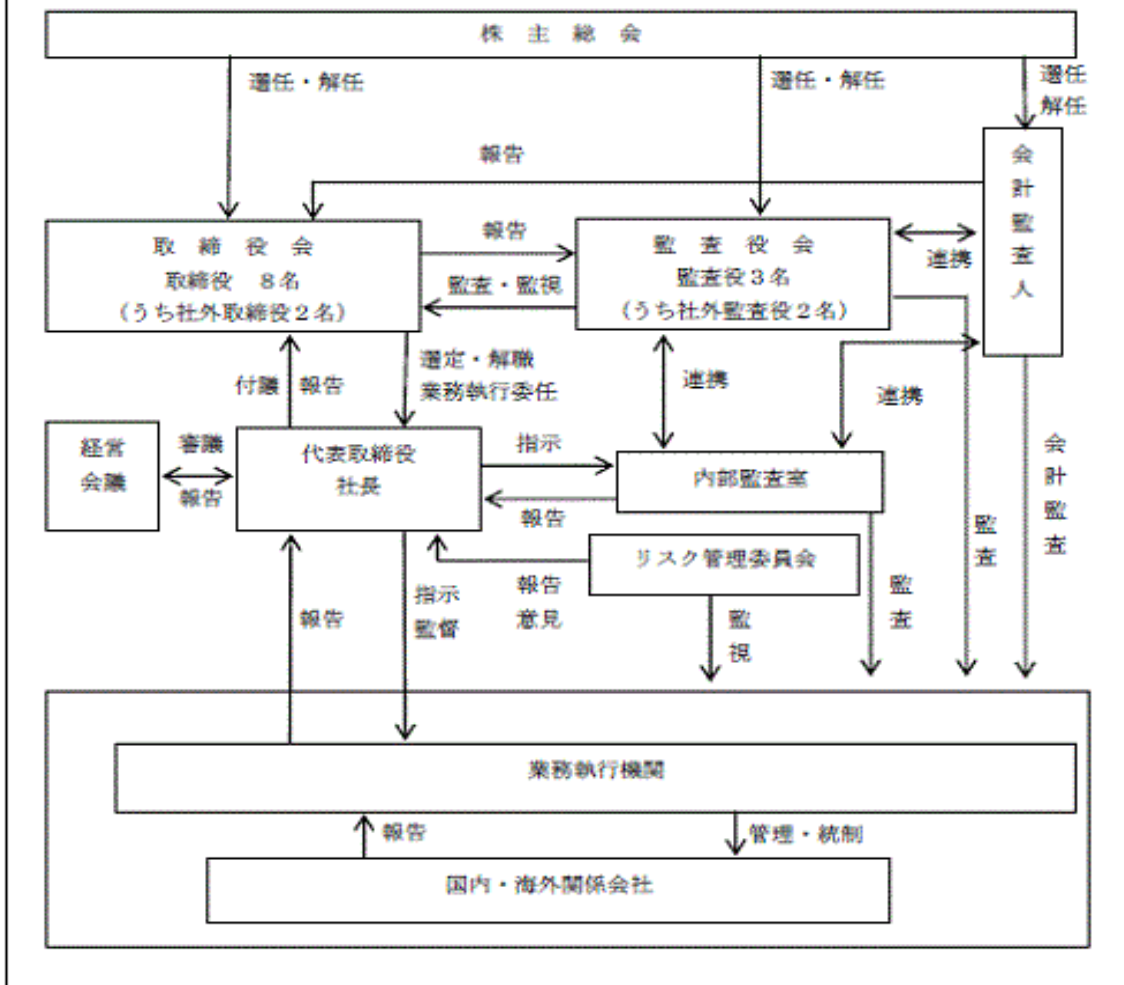 株 主 総 会
選任・解任
選任・解任
選任
解任
報告
会計監査人
取 締 役 会
取締役 8名
（うち社外取締役2名）
報告
監査・監視
監 査 役 会
監査役3名
（うち社外監査役2名）
連携
付議
報告
選定・解職
業務執行委任
連携
連携
経営
会議
審議
報告
代表取締役
社長
指示
報告
内部監査室
会計監査
監査
リスク管理委員会
報告
意見
監査
監視
報告
指示
監督
業務執行機関
報告
管理・統制
国内・海外関係会社